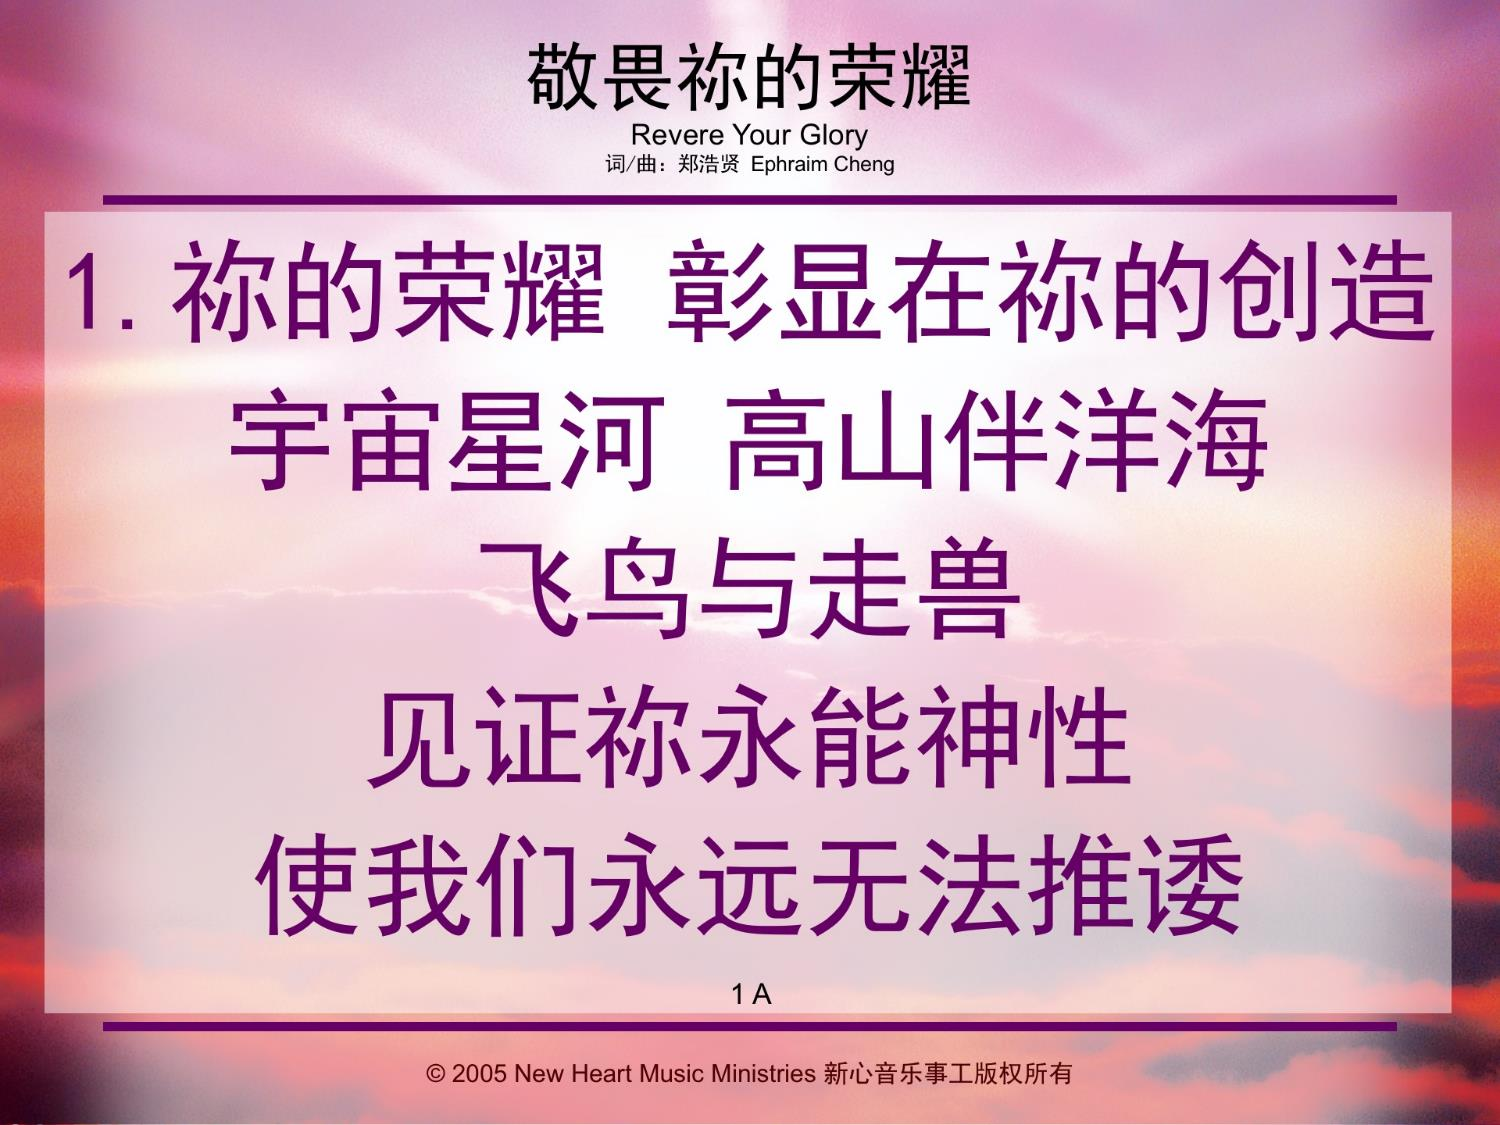 敬畏祢的荣耀
Revere Your Glory
词/曲：郑浩贤 Ephraim Cheng
1.祢的荣耀 彰显在祢的创造
宇宙星河 高山伴洋海
飞鸟与走兽
见证祢永能神性
使我们永远无法推诿
1 A
© 2005 New Heart Music Ministries 新心音乐事工版权所有